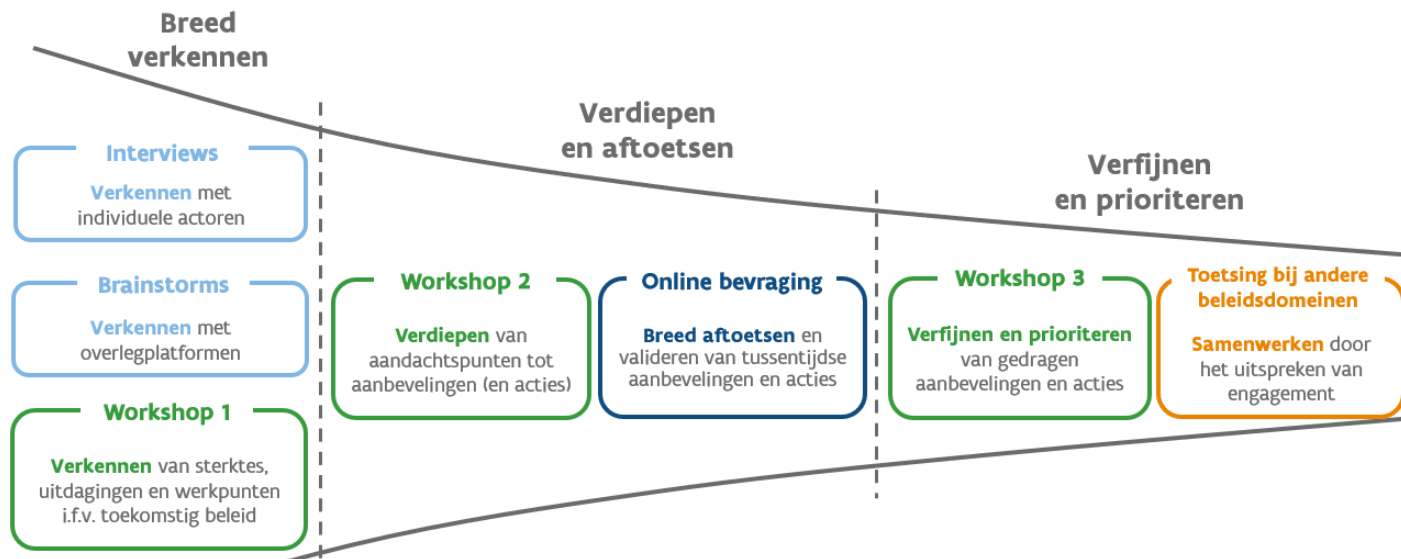 Breed
verkennen
Interviews
Verkennen met
individuele actoren
Brainstorms
Verkennen met
overlegplatformen
Workshop 1
Verkennen van sterktes,
uitdagingen en werkpunten
i.f.v. toekomstig beleid
Verdiepen
en aftoetsen
Workshop 2
Verdiepen van
aandachtspunten tot
aanbevelingen (en acties)
Online bevraging
Breed aftoetsen en
valideren van tussentijdse
aanbevelingen en acties
Verfijnen
en prioriteren
Workshop 3
Verfijnen en prioriteren
van gedragen
aanbevelingen en acties
Toetsing bij andere
beleidsdomeinen
Samenwerken door
het uitspreken van
engagement